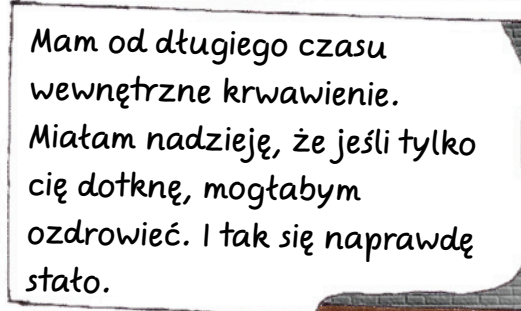 Mam od długiego czasu
wewnętrzne krwawienie.
Miałam nadzieję, że jeśli tylko
cię dotknę, mogłabym
ozdrowieć. I tak się naprawdę
stało.